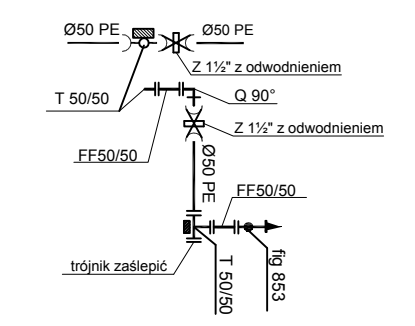 Ø50 PE
Ø50 PE
Z 1½" z odwodnieniem
T 50/50
Q 90°
Z 1½" z odwodnieniem
FF50/50
Ø50 PE
FF50/50
trójnik zaślepić
T 50/50
fig 853